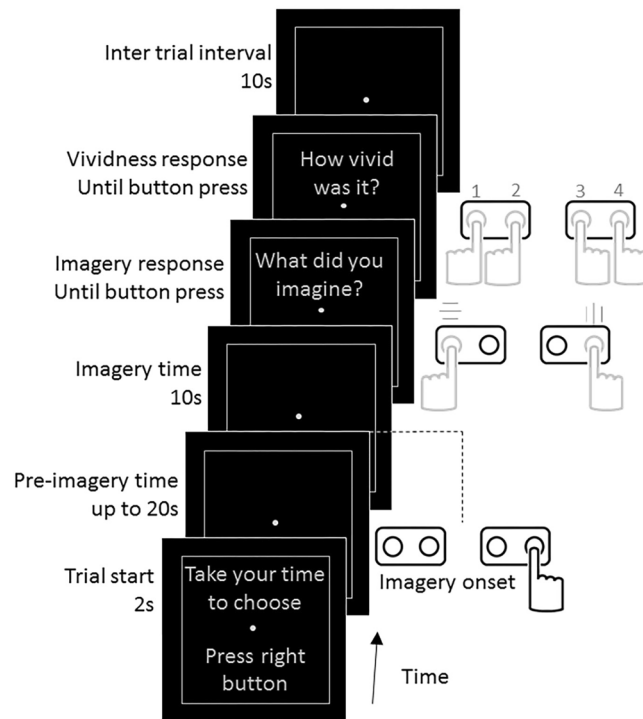 Inter trial interval
10s
Vividness response
Until button press
How vivid
was it?
1 2 3 4
Imagery response
Until button press
What did you
imagine?
Imagery time
10s
Pre-imagery time
up to 20s
Imagery onset
Trial start
2s
Take your time
to choose
Press right
button
Time